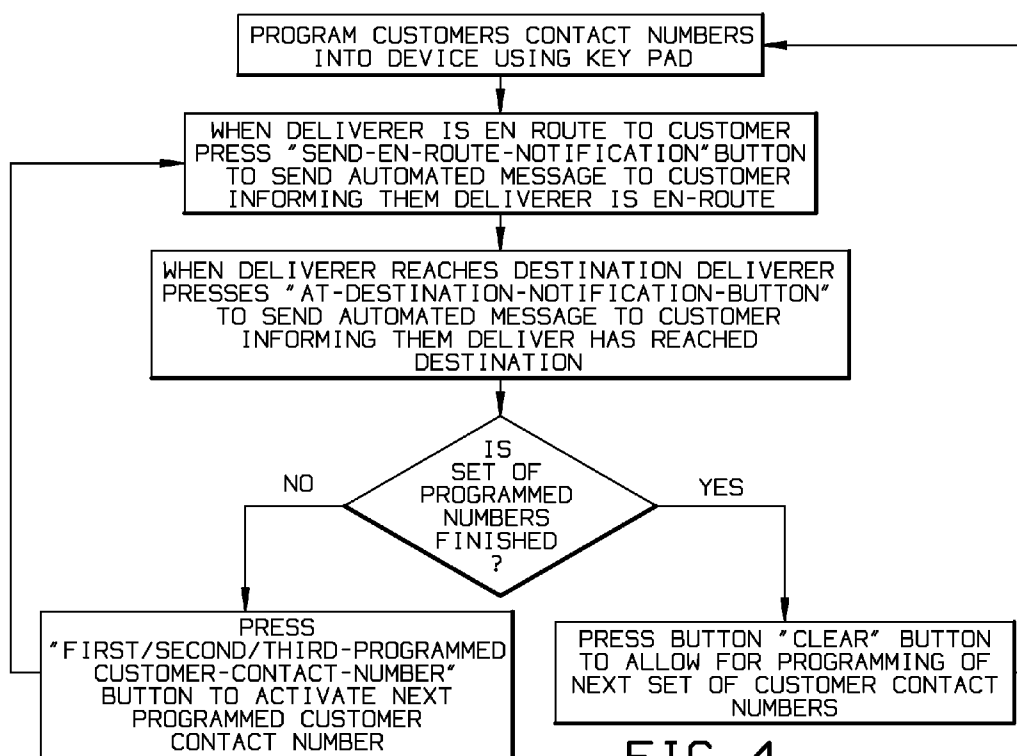 PROGRAM CUSTOMERS CONTACT NUMBERS
INTO DEVICE USING KEY PAD
WHEN DELIVERER IS EN ROUTE TO CUSTOMER
PRESS "SEND-EN-ROUTE-NOTIFICATION" BUTTON
TO SEND AUTOMATED MESSAGE TO CUSTOMER
INFORMING THEM DELIVERER IS EN-ROUTE
WHEN DELIVERER REACHES DESTINATION DELIVERER
PRESSES "AT-DESTINATION-NOTIFICATION-BUTTON"
TO SEND AUTOMATED MESSAGE TO CUSTOMER
INFORMING THEM DELIVER HAS REACHED
DESTINATION
IS
SET OF
PROGRAMMED
NUMBERS
FINISHED
?
NO
YES
PRESS
"FIRST/SECOND/THIRD-PROGRAMMED
CUSTOMER-CONTACT-NUMBER"
BUTTON TO ACTIVATE NEXT
PROGRAMMED CUSTOMER
CONTACT NUMBER
PRESS BUTTON "CLEAR" BUTTON
TO ALLOW FOR PROGRAMMING OF
NEXT SET OF CUSTOMER CONTACT
NUMBERS
FIG 4